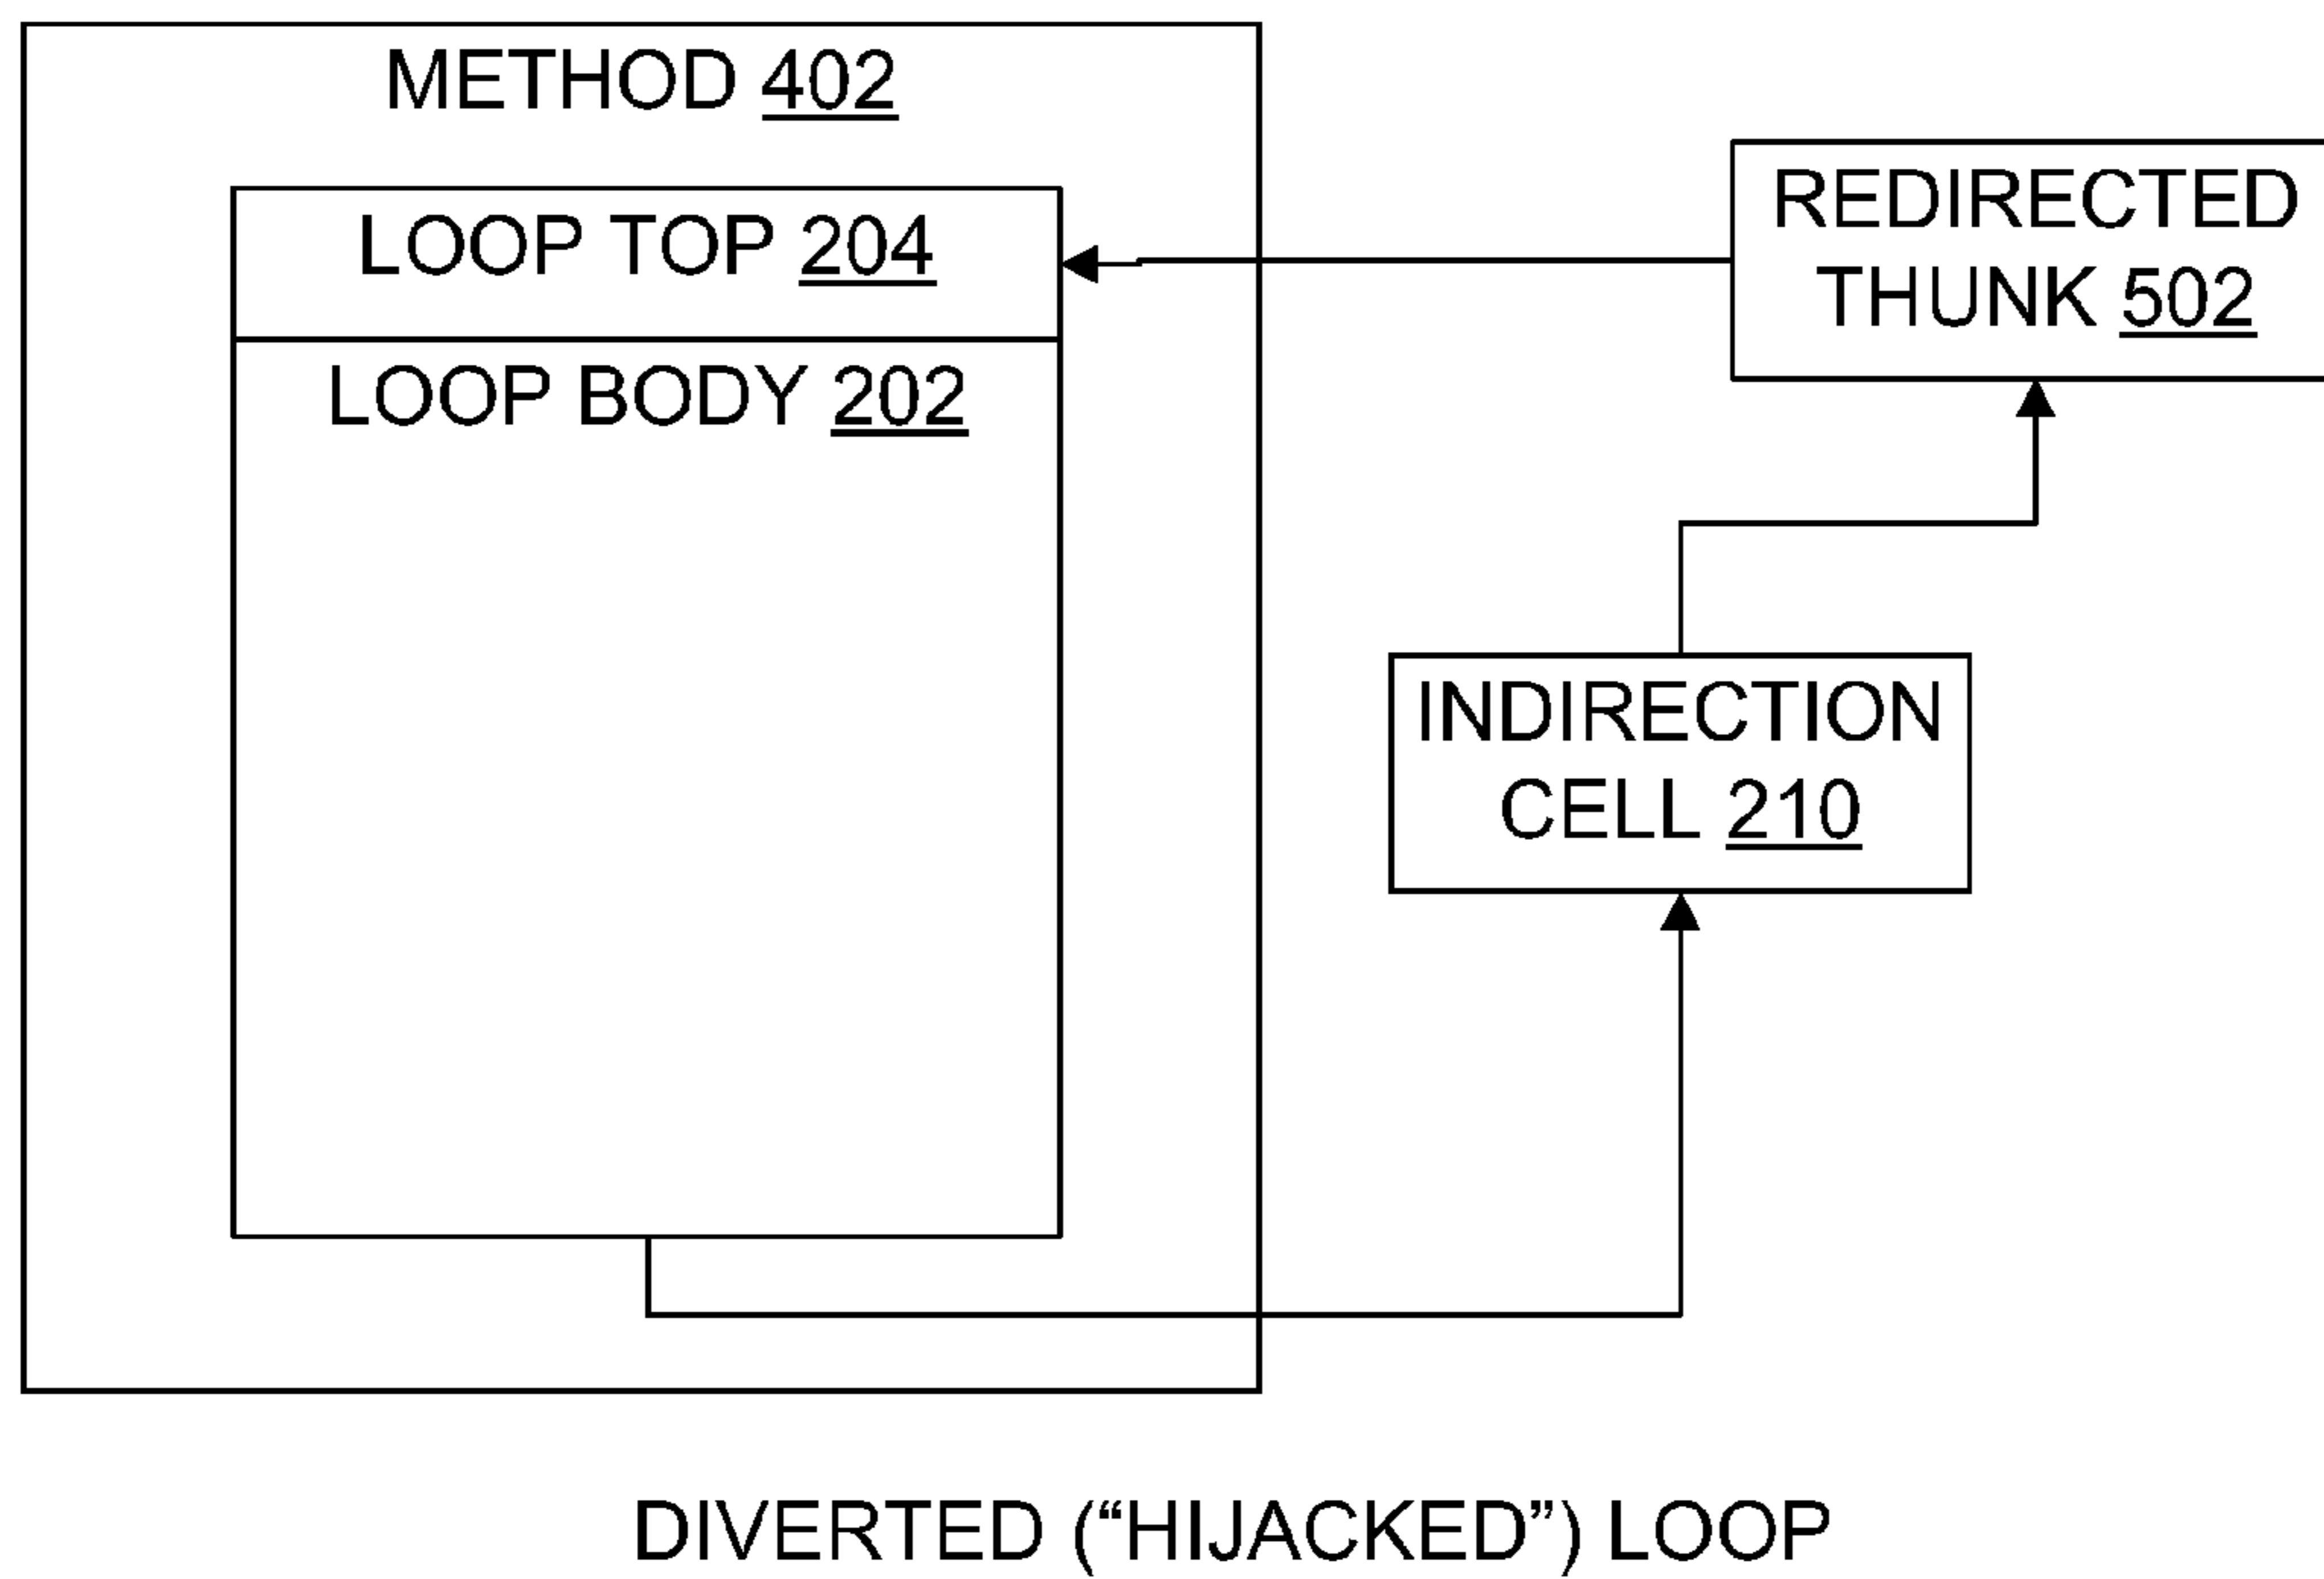 METHOD 402
LOOP TOP 204
LOOP BODY 202
REDIRECTED
THUNK 502
INDIRECTION
CELL 210
DIVERTED (“HIJACKED”) LOOP